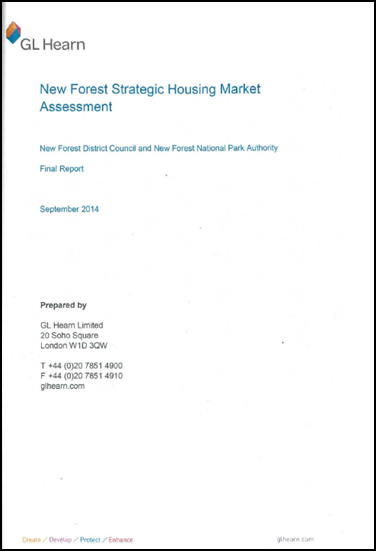 GL Hearn
New Forest Strategic Housing Market
Assessment
New Forest District Council and New Forest National Park Authority
Final Report
September 2014
Prepared by
GL Hearn Limited
20 Soho Square
London W1D 3QW
T +44 (0)20 7851 4900
F +44 (0)20 7851 4910
glhearn.com
Create / Develop / Protect / Enhance
glhearn.com